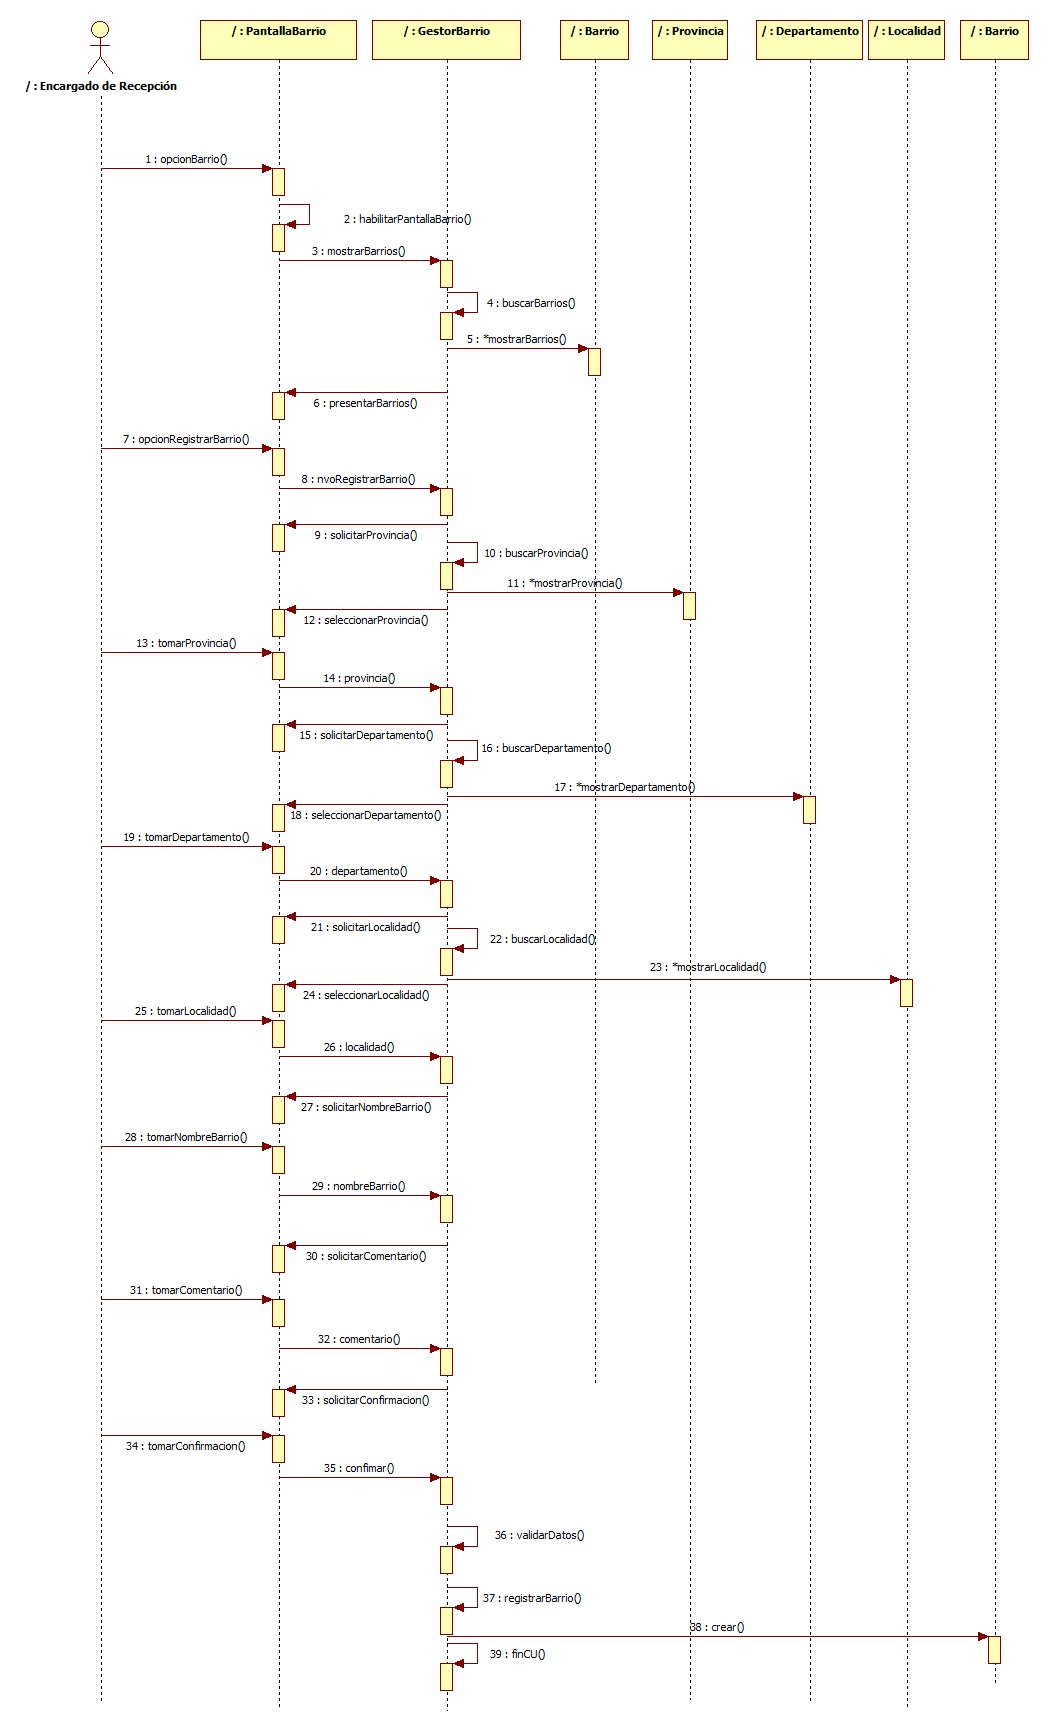 / : PantallaBarrio
/ : GestorBarrio
/ : Barrio
/ : Provincia
/ : Departamento
/ : Localidad
/ : Barrio
/ : Encargado de Recepción
1 : opcionBarrio()
2 : habilitarPantallaBarrio()
3 : mostrarBarrios()
4 : buscarBarrios()
5 : *mostrarBarrios()
6 : presentarBarrios()
7 : opcionRegistrarBarrio()
8 : nvoRegistrarBarrio()
9 : solicitarProvincia()
10 : buscarProvincia()
11 : *mostrarProvincia()
12 : seleccionarProvincia()
13 : tomarProvincia()
14 : provincia()
15 : solicitarDepartamento()
16 : buscarDepartamento()
17 : *mostrarDepartamento()
18 : seleccionarDepartamento()
19 : tomarDepartamento()
20 : departamento()
21 : solicitarLocalidad()
22 : buscarLocalidad()
23 : *mostrarLocalidad()
24 : seleccionarLocalidad()
25 : tomarLocalidad()
26 : localidad()
27 : solicitarNombreBarrio()
28 : tomarNombreBarrio()
29 : nombreBarrio()
30 : solicitarComentario()
31 : tomarComentario()
32 : comentario()
33 : solicitarConfirmacion()
34 : tomarConfirmacion()
35 : confimar()
36 : validarDatos()
37 : registrarBarrio()
38 : crear()
39 : finCU()